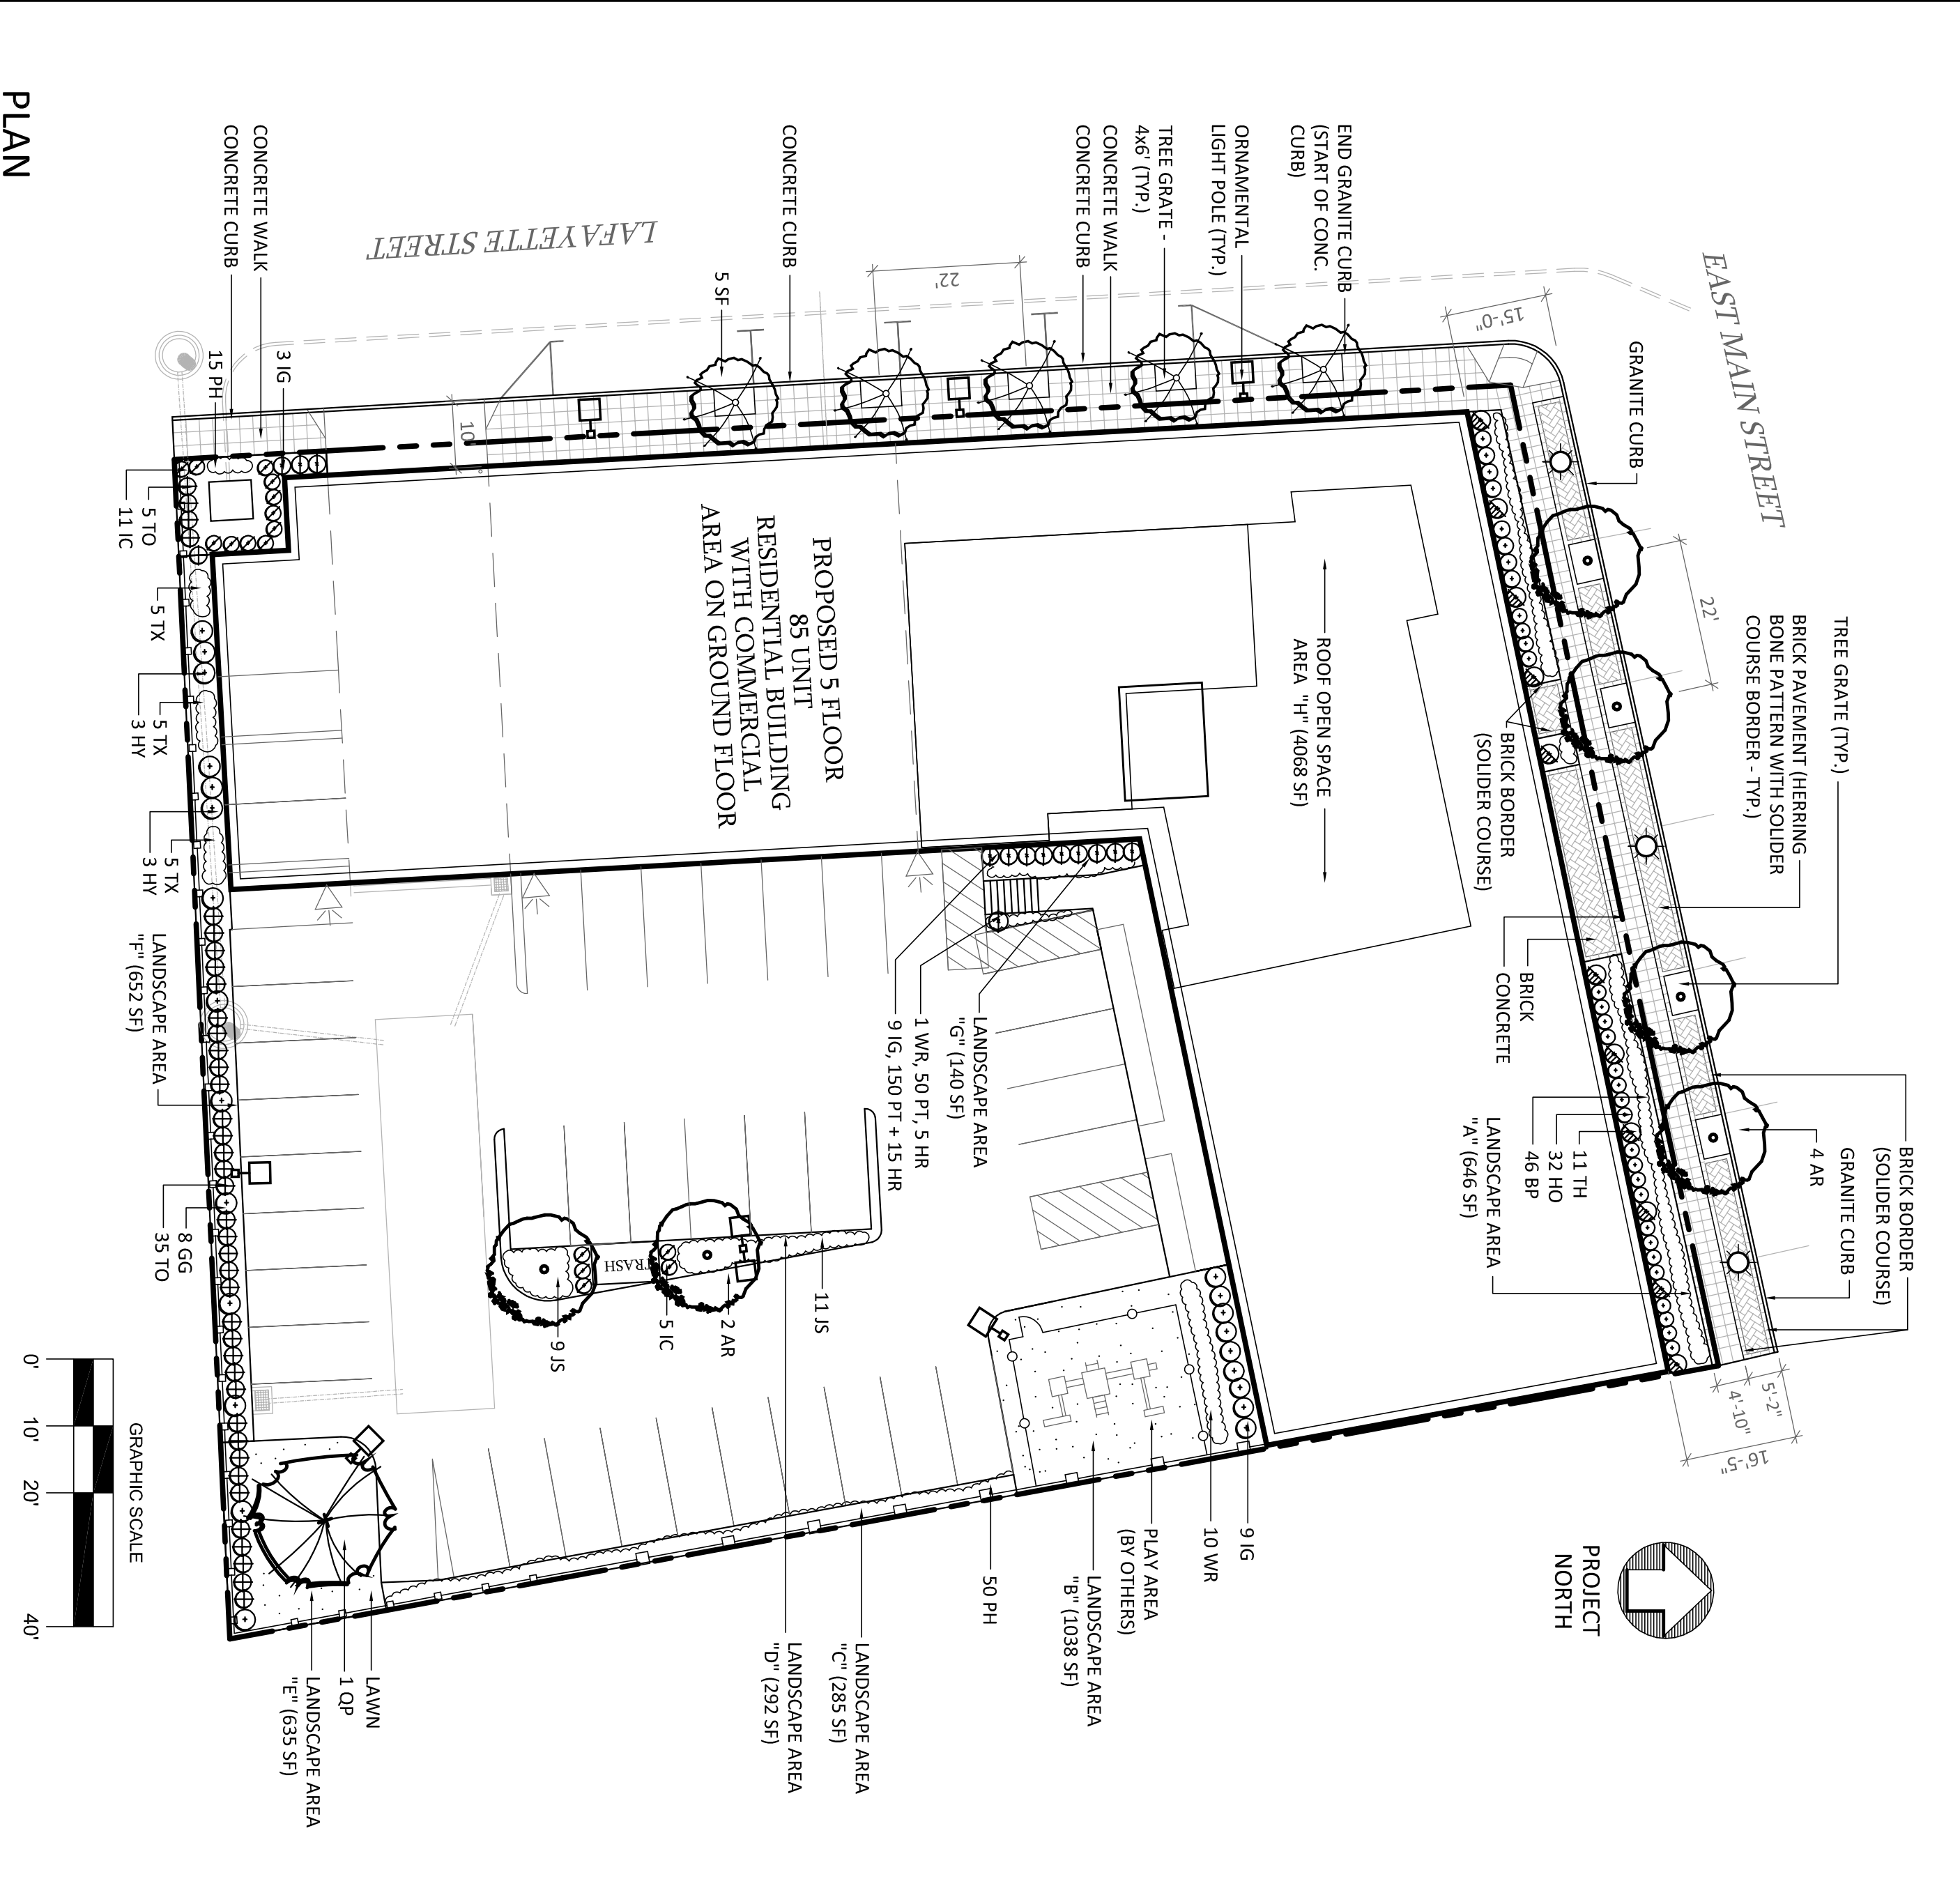 EAST MAIN STREET
LAFAYETTE STREET
GRANITE CURB
TREE GRATE (TYP.)
BRICK PAVEMENT (HERRING
BONE PATTERN WITH SOLIDER
COURSE BORDER - TYP.)
BRICK BORDER
(SOLIDER COURSE)
BRICK
CONCRETE
BRICK BORDER
(SOLIDER COURSE)
GRANITE CURB
4 AR
11 TH
32 HO
46 BP
LANDSCAPE AREA
"A" (646 SF)
15'-0"
22'
5'-2"
4'-10"
16'-5"
END GRANITE CURB
(START OF CONC.
CURB)
ORNAMENTAL
LIGHT POLE (TYP.)
TREE GRATE -
4x6' (TYP.)
CONCRETE WALK
CONCRETE CURB
22'
CONCRETE CURB
5 SF
CONCRETE WALK
CONCRETE CURB
3 IG
15 PH
10'
ROOF OPEN SPACE
AREA "H" (4068 SF)
PROPOSED 5 FLOOR
85 UNIT
RESIDENTIAL BUILDING
WITH COMMERCIAL
AREA ON GROUND FLOOR
LANDSCAPE AREA
"G" (140 SF)
1 WR, 50 PT, 5 HR
9 IG, 150 PT + 15 HR
5 TO
11 IC
5 TX
5 TX
3 HY
5 TX
3 HY
LANDSCAPE AREA
"F" (652 SF)
8 GG
35 TO
TRASH
11 JS
2 AR
5 IC
9 JS
9 IG
10 WR
PLAY AREA
(BY OTHERS)
LANDSCAPE AREA
"B" (1038 SF)
50 PH
LANDSCAPE AREA
"C" (285 SF)
LANDSCAPE AREA
"D" (292 SF)
LAWN
1 QP
LANDSCAPE AREA
"E" (635 SF)
PROJECT
NORTH
GRAPHIC SCALE
0' 10' 20' 40'
PLAN